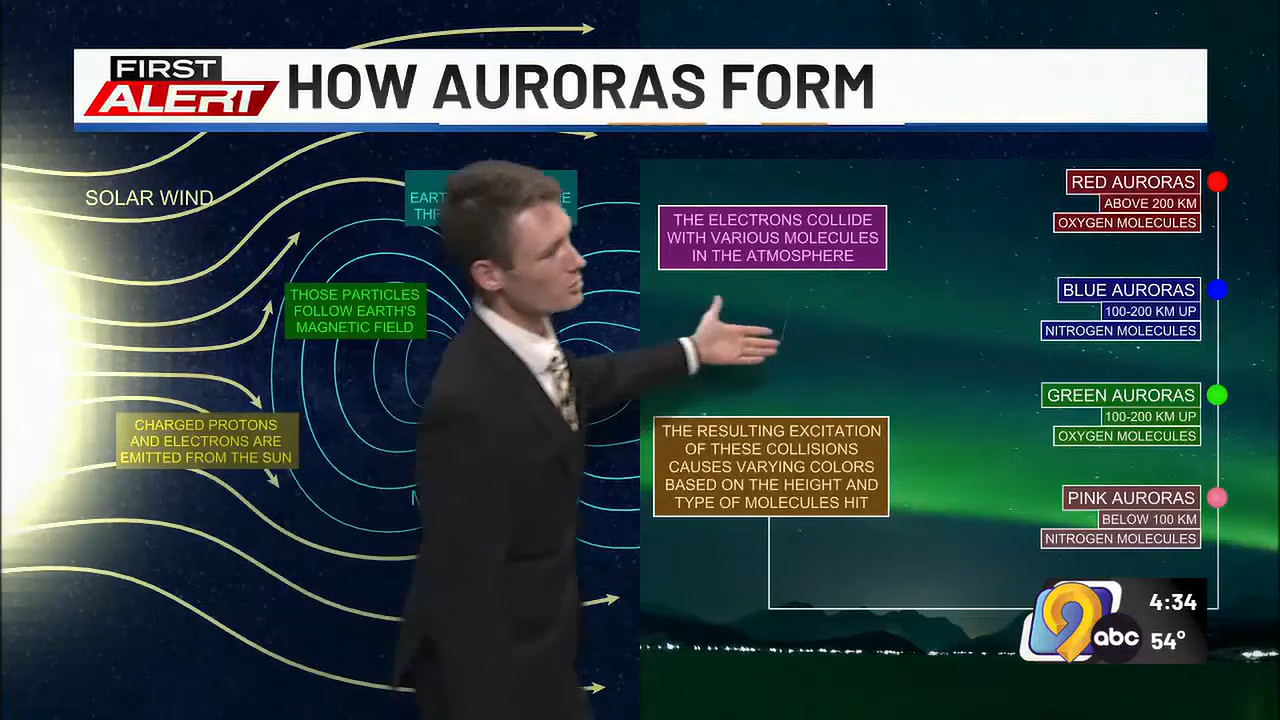 FIRST
ALERT
HOW AURORAS FORM
SOLAR WIND
THOSE PARTICLES
FOLLOW EARTH'S
MAGNETIC FIELD
CHARGED PROTONS
AND ELECTRONS ARE
EMITTED FROM THE SUN
THE ELECTRONS COLLIDE
WITH VARIOUS MOLECULES
IN THE ATMOSPHERE
THE RESULTING EXCITATION
OF THESE COLLISIONS
CAUSES VARYING COLORS
BASED ON THE HEIGHT AND
TYPE OF MOLECULES HIT
RED AURORAS
ABOVE 200 KM
OXYGEN MOLECULES
BLUE AURORAS
100-200 KM UP
NITROGEN MOLECULES
GREEN AURORAS
100-200 KM UP
OXYGEN MOLECULES
PINK AURORAS
BELOW 100 KM
NITROGEN MOLECULES
9
abc
4:34
54°